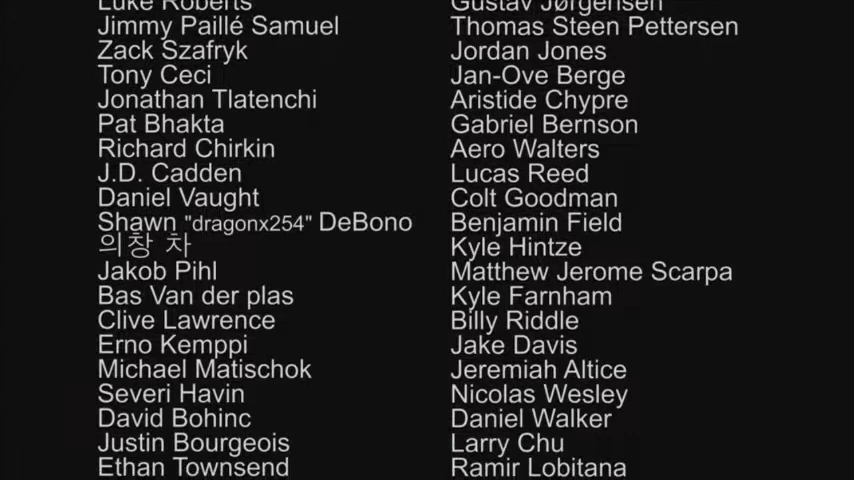 Luke Roberts
Jimmy Paillé Samuel
Zack Szafryk
Tony Ceci
Jonathan Tlatenchi
Pat Bhakta
Richard Chirkin
J.D. Cadden
Daniel Vaught
Shawn "dragonx254" DeBono
의창 차
Jakob Pihl
Bas Van der plas
Clive Lawrence
Erno Kemppi
Michael Matischok
Severi Havin
David Bohinc
Justin Bourgeois
Ethan Townsend
Gustav Jørgensen
Thomas Steen Pettersen
Jordan Jones
Jan-Ove Berge
Aristide Chypre
Gabriel Bernson
Aero Walters
Lucas Reed
Colt Goodman
Benjamin Field
Kyle Hintze
Matthew Jerome Scarpa
Kyle Farnham
Billy Riddle
Jake Davis
Jeremiah Altice
Nicolas Wesley
Daniel Walker
Larry Chu
Ramir Lobitana